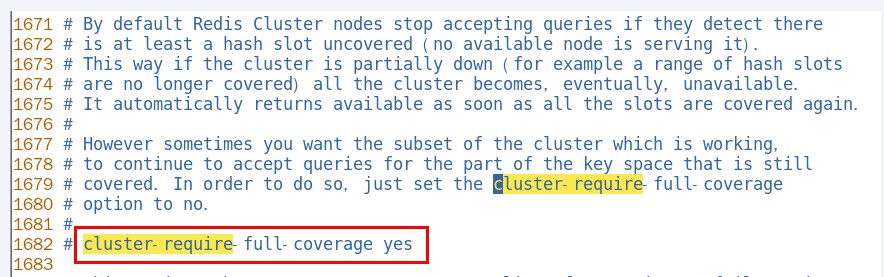 1671 # By default Redis Cluster nodes stop accepting queries if they detect there
1672 # is at least a hash slot uncovered (no available node is serving it).
1673 # This way if the cluster is partially down (for example a range of hash slots
1674 # are no longer covered) all the cluster becomes, eventually, unavailable.
1675 # It automatically returns available as soon as all the slots are covered again.
1676 #
1677 # However sometimes you want the subset of the cluster which is working,
1678 # to continue to accept queries for the part of the key space that is still
1679 # covered. In order to do so, just set the cluster-require-full-coverage
1680 # option to no.
1681 #
1682 # cluster-require-full-coverage yes
1683